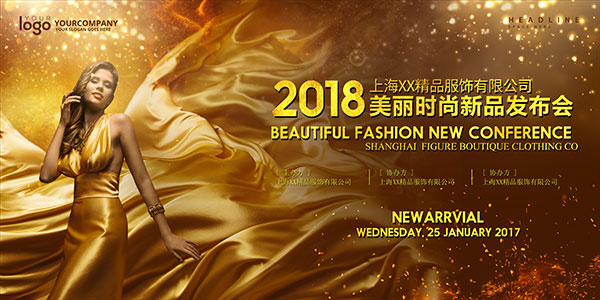 YOUR
logo
YOURCOMPANY
YOUR SLOGAN GOES HERE
HEADLINE
2018
上海XX精品服饰有限公司
美丽时尚新品发布会
BEAUTIFUL FASHION NEW CONFERENCE
SHANGHAI FIGURE BOUTIQUE CLOTHING CO
[ 主办方 ]
上海XX精品服饰有限公司
[ 协办方 ]
上海XX精品服饰有限公司
[ 协办方 ]
上海XX精品服饰有限公司
NEWARRVIAL
WEDNESDAY, 25 JANUARY 2017